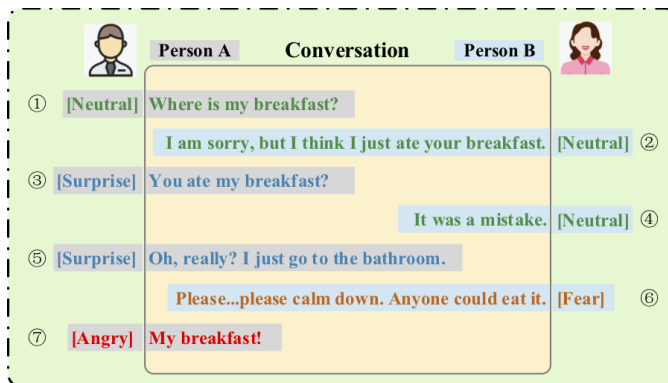 Person A Conversation Person B
① [Neutral] Where is my breakfast?
I am sorry, but I think I just ate your breakfast. [Neutral] ②
③ [Surprise] You ate my breakfast?
It was a mistake. [Neutral] ④
⑤ [Surprise] Oh, really? I just go to the bathroom.
Please...please calm down. Anyone could eat it. [Fear] ⑥
⑦ [Angry] My breakfast!